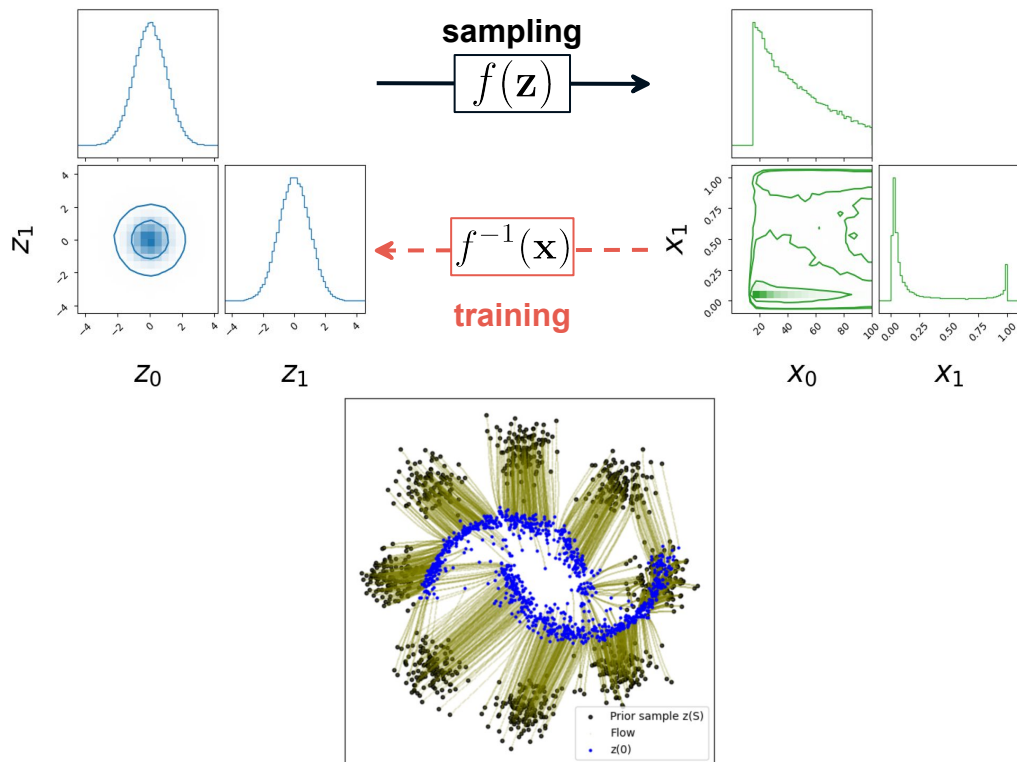 sampling
f(z)
f⁻¹(x)
training
z₁
4
2
0
−2
−4
−4 −2 0 2 4
−4 −2 0 2 4
z₀
z₁
x₁
1.00
0.75
0.50
0.25
0.00
20 40 60 80 100
0.00 0.25 0.50 0.75 1.00
x₀
x₁
Prior sample z(S)
Flow
z(0)